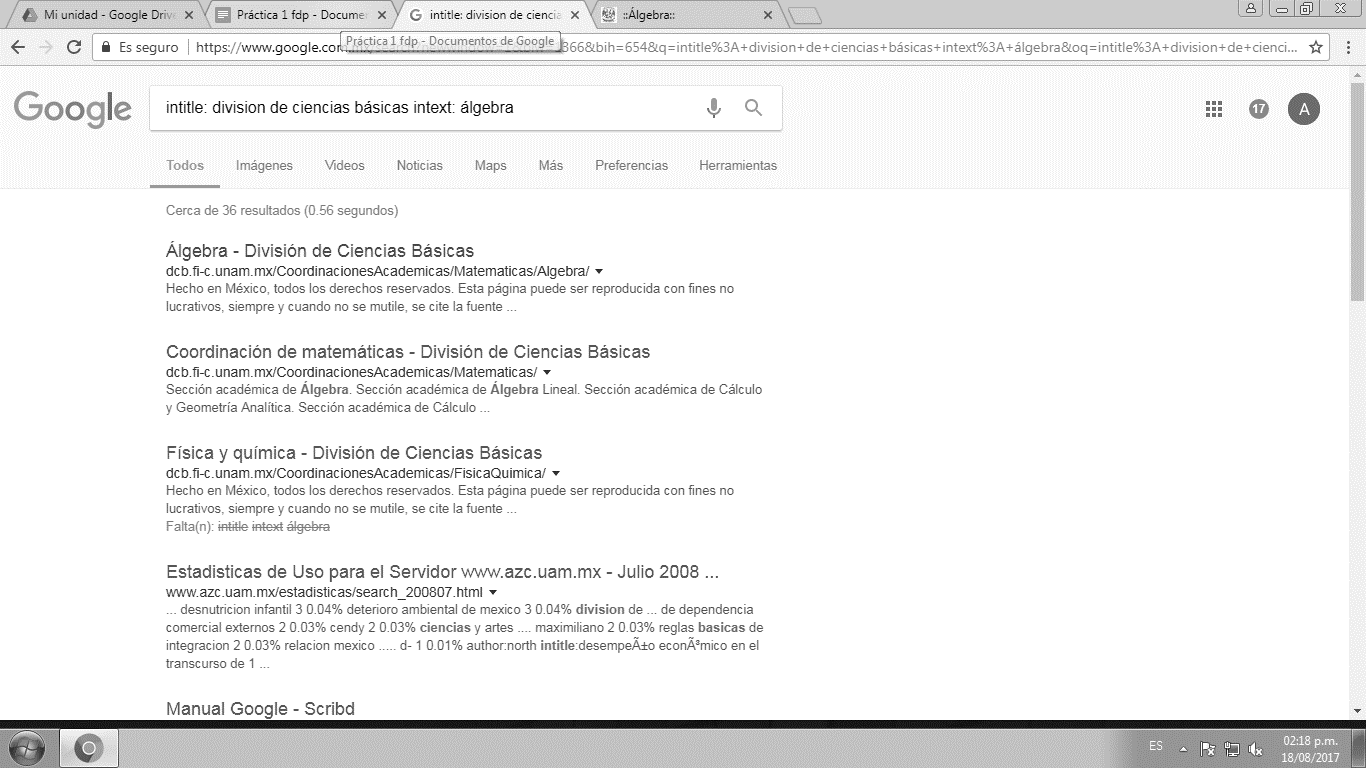 Mi unidad - Google Drive
Práctica 1 fdp - Documen
intitle: division de ciencia
::Álgebra::
Es seguro
https://www.google.com
366&bih=654&q=intitle%3A+division+de+ciencias+básicas+intext%3A+álgebra&oq=intitle%3A+division+de+cienci...
Práctica 1 fdp - Documentos de Google
Google
intitle: division de ciencias básicas intext: álgebra
17
A
Todos
Imágenes
Videos
Noticias
Maps
Más
Preferencias
Herramientas
Cerca de 36 resultados (0.56 segundos)
Álgebra - División de Ciencias Básicas
dcb.fi-c.unam.mx/CoordinacionesAcademicas/Matematicas/Algebra/
Hecho en México, todos los derechos reservados. Esta página puede ser reproducida con fines no
lucrativos, siempre y cuando no se mutile, se cite la fuente ...
Coordinación de matemáticas - División de Ciencias Básicas
dcb.fi-c.unam.mx/CoordinacionesAcademicas/Matematicas/
Sección académica de Álgebra. Sección académica de Álgebra Lineal. Sección académica de Cálculo
y Geometría Analítica. Sección académica de Cálculo ...
Física y química - División de Ciencias Básicas
dcb.fi-c.unam.mx/CoordinacionesAcademicas/FisicaQuimica/
Hecho en México, todos los derechos reservados. Esta página puede ser reproducida con fines no
lucrativos, siempre y cuando no se mutile, se cite la fuente ...
Falta(n): intitle intext álgebra
Estadisticas de Uso para el Servidor www.azc.uam.mx - Julio 2008 ...
www.azc.uam.mx/estadisticas/search_200807.html
... desnutricion infantil 3 0.04% deterioro ambiental de mexico 3 0.04% division de ... de dependencia
comercial externos 2 0.03% cendy 2 0.03% ciencias y artes .... maximiliano 2 0.03% reglas basicas de
integracion 2 0.03% relacion mexico ..... d- 1 0.01% author:north intitle:desempeÃ±o econÃ³mico en el
transcurso de 1 ...
Manual Google - Scribd
ES
02:18 p.m.
18/08/2017